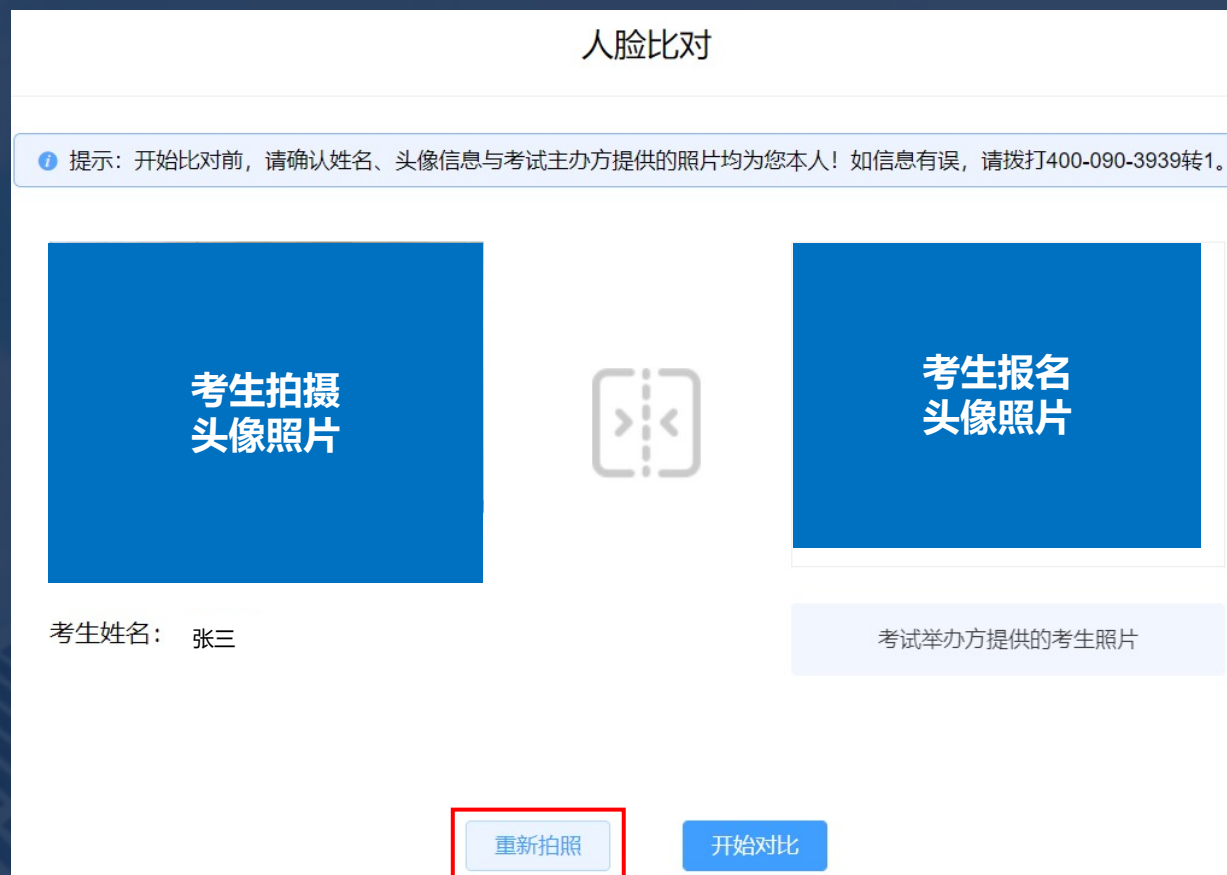 人脸比对
提示：开始比对前，请确认姓名、头像信息与考试主办方提供的照片均为您本人！如信息有误，请拨打400-090-3939转1。
考生拍摄
头像照片
考生报名
头像照片
考生姓名： 张三
考试举办方提供的考生照片
重新拍照
开始对比